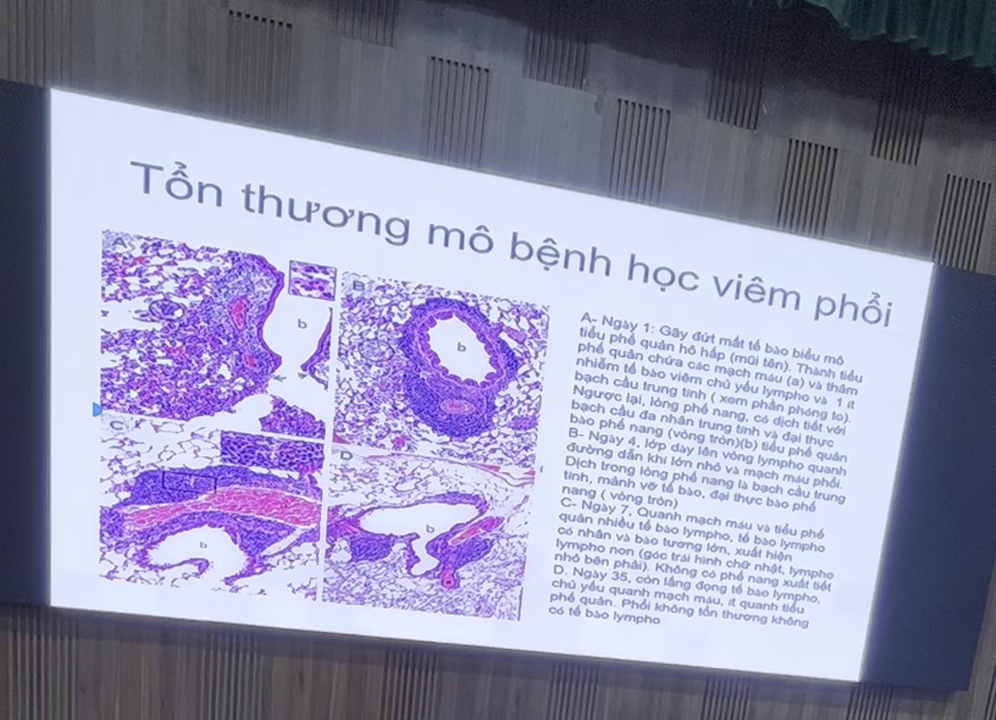 Tổn thương mô bệnh học viêm phổi
A
b
B
b
C
b
D
b
A- Ngày 1: Gây đứt mất tế bào biểu mô
tiểu phế quản hô hấp (mũi tên). Thành tiểu
phế quản chứa các mạch máu (a) và thâm
nhiễm tế bào viêm chủ yếu lympho và 1 ít
bạch cầu trung tính ( xem phần phóng to).
Ngược lại, lòng phế nang, có dịch tiết với
bạch cầu đa nhân trung tính và đại thực
bào phế nang (vòng tròn)(b) tiểu phế quản
B- Ngày 4, lớp dày lên vòng lympho quanh
đường dẫn khí lớn nhỏ và mạch máu phổi.
Dịch trong lòng phế nang là bạch cầu trung
tính, mảnh vỡ tế bào, đại thực bào phế
nang ( vòng tròn)
C- Ngày 7, Quanh mạch máu và tiểu phế
quản nhiều tế bào lympho, tế bào lympho
có nhân và bào tương lớn, xuất hiện
lympho non (góc trái hình chữ nhật, lympho
nhỏ bên phải). Không có phế nang xuất tiết
D. Ngày 35, còn lắng đọng tế bào lympho,
chủ yếu quanh mạch máu, ít quanh tiểu
phế quản. Phổi không tổn thương không
có tế bào lympho